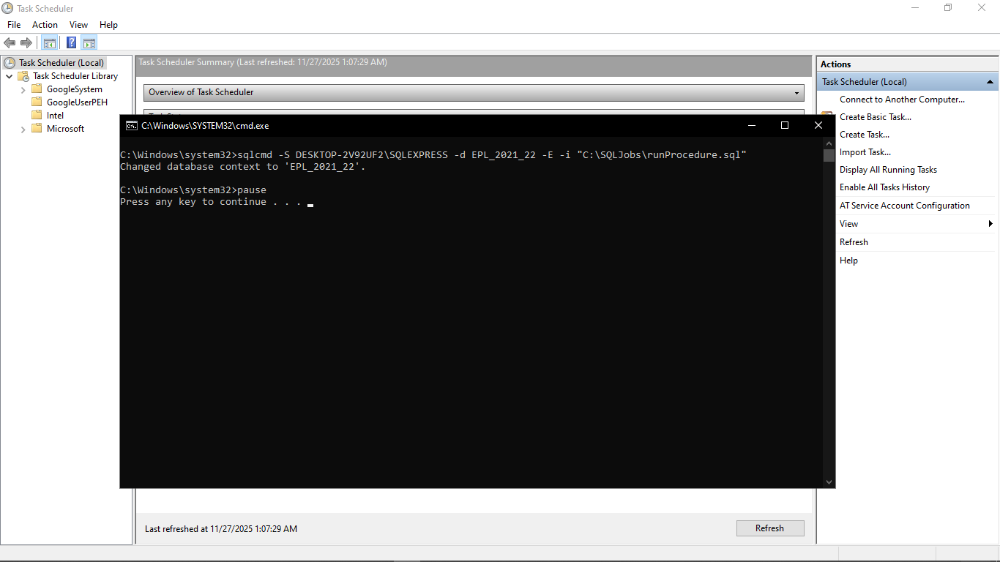 Task Scheduler
File Action View Help
Task Scheduler (Local)
Task Scheduler Library
GoogleSystem
GoogleUserPEH
Intel
Microsoft
Task Scheduler Summary (Last refreshed: 11/27/2025 1:07:29 AM)
Overview of Task Scheduler
C:\Windows\SYSTEM32\cmd.exe
C:\Windows\system32>sqlcmd -S DESKTOP-2V92UF2\SQLEXPRESS -d EPL_2021_22 -E -i "C:\SQLJobs\runProcedure.sql"
Changed database context to 'EPL_2021_22'.
C:\Windows\system32>pause
Press any key to continue . . .
Last refreshed at 11/27/2025 1:07:29 AM
Refresh
Actions
Task Scheduler (Local)
Connect to Another Computer...
Create Basic Task...
Create Task...
Import Task...
Display All Running Tasks
Enable All Tasks History
AT Service Account Configuration
View
Refresh
Help